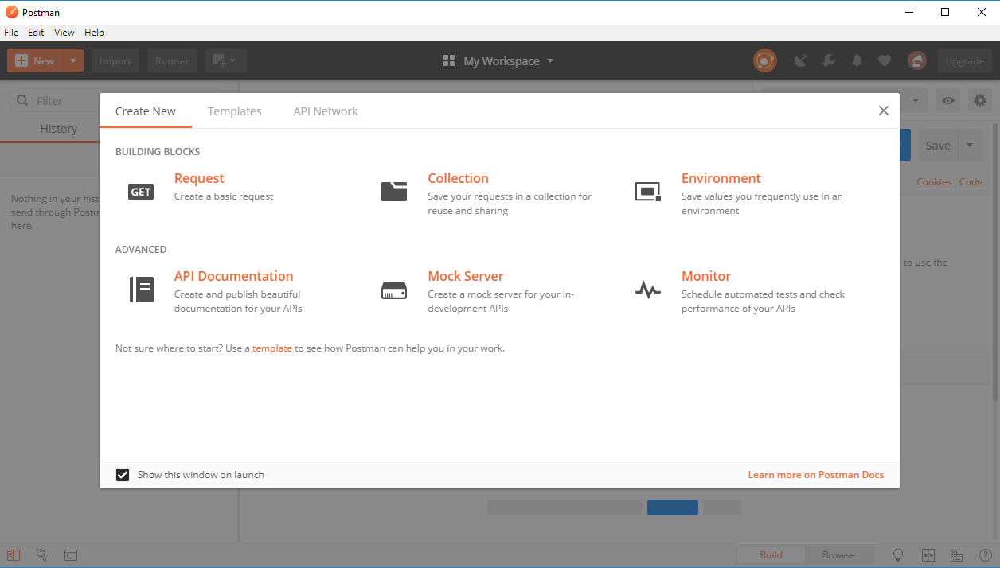 Postman
File Edit View Help
New Import Runner My Workspace Upgrade
Filter
Create New Templates API Network
History
Save
BUILDING BLOCKS
GET
Request
Create a basic request
Collection
Save your requests in a collection for
reuse and sharing
Environment
Save values you frequently use in an
environment
Cookies Code
Nothing in your hist
send through Postm
here.
ADVANCED
API Documentation
Create and publish beautiful
documentation for your APIs
Mock Server
Create a mock server for your in-
development APIs
Monitor
Schedule automated tests and check
performance of your APIs
to use the
Not sure where to start? Use a template to see how Postman can help you in your work.
Show this window on launch
Learn more on Postman Docs
Build Browse